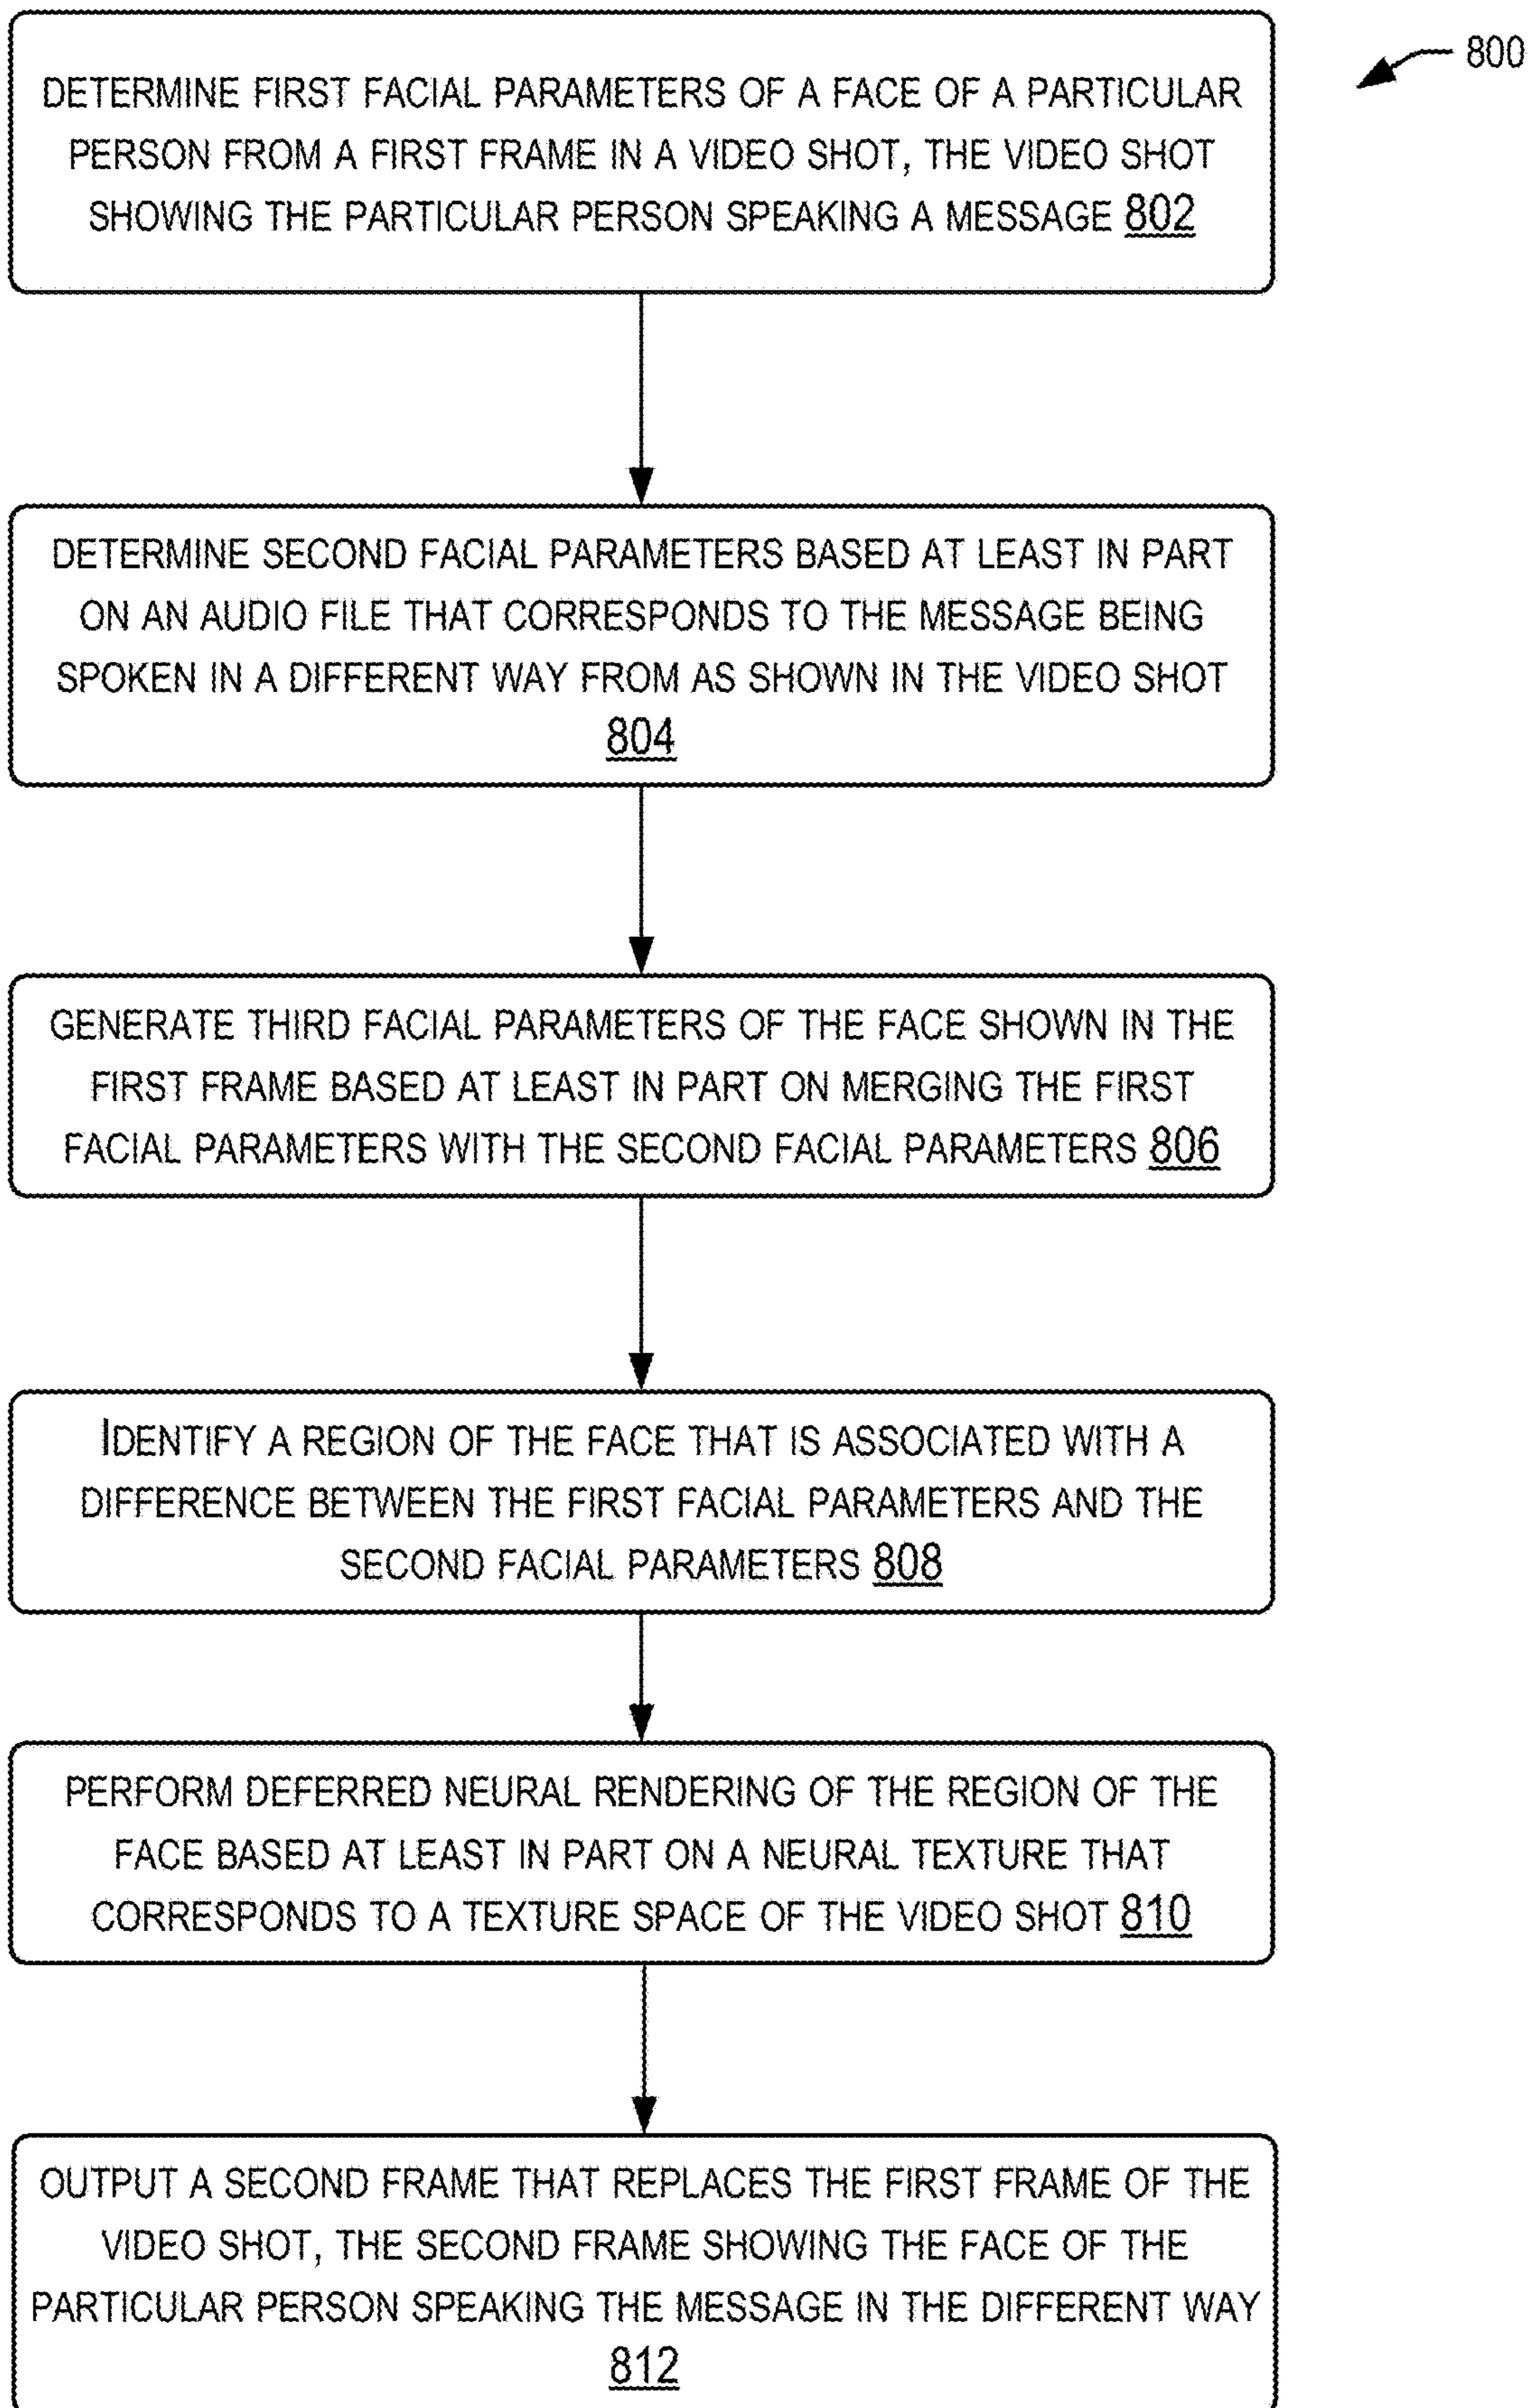 800
DETERMINE FIRST FACIAL PARAMETERS OF A FACE OF A PARTICULAR
PERSON FROM A FIRST FRAME IN A VIDEO SHOT, THE VIDEO SHOT
SHOWING THE PARTICULAR PERSON SPEAKING A MESSAGE 802
DETERMINE SECOND FACIAL PARAMETERS BASED AT LEAST IN PART
ON AN AUDIO FILE THAT CORRESPONDS TO THE MESSAGE BEING
SPOKEN IN A DIFFERENT WAY FROM AS SHOWN IN THE VIDEO SHOT
804
GENERATE THIRD FACIAL PARAMETERS OF THE FACE SHOWN IN THE
FIRST FRAME BASED AT LEAST IN PART ON MERGING THE FIRST
FACIAL PARAMETERS WITH THE SECOND FACIAL PARAMETERS 806
IDENTIFY A REGION OF THE FACE THAT IS ASSOCIATED WITH A
DIFFERENCE BETWEEN THE FIRST FACIAL PARAMETERS AND THE
SECOND FACIAL PARAMETERS 808
PERFORM DEFERRED NEURAL RENDERING OF THE REGION OF THE
FACE BASED AT LEAST IN PART ON A NEURAL TEXTURE THAT
CORRESPONDS TO A TEXTURE SPACE OF THE VIDEO SHOT 810
OUTPUT A SECOND FRAME THAT REPLACES THE FIRST FRAME OF THE
VIDEO SHOT, THE SECOND FRAME SHOWING THE FACE OF THE
PARTICULAR PERSON SPEAKING THE MESSAGE IN THE DIFFERENT WAY
812